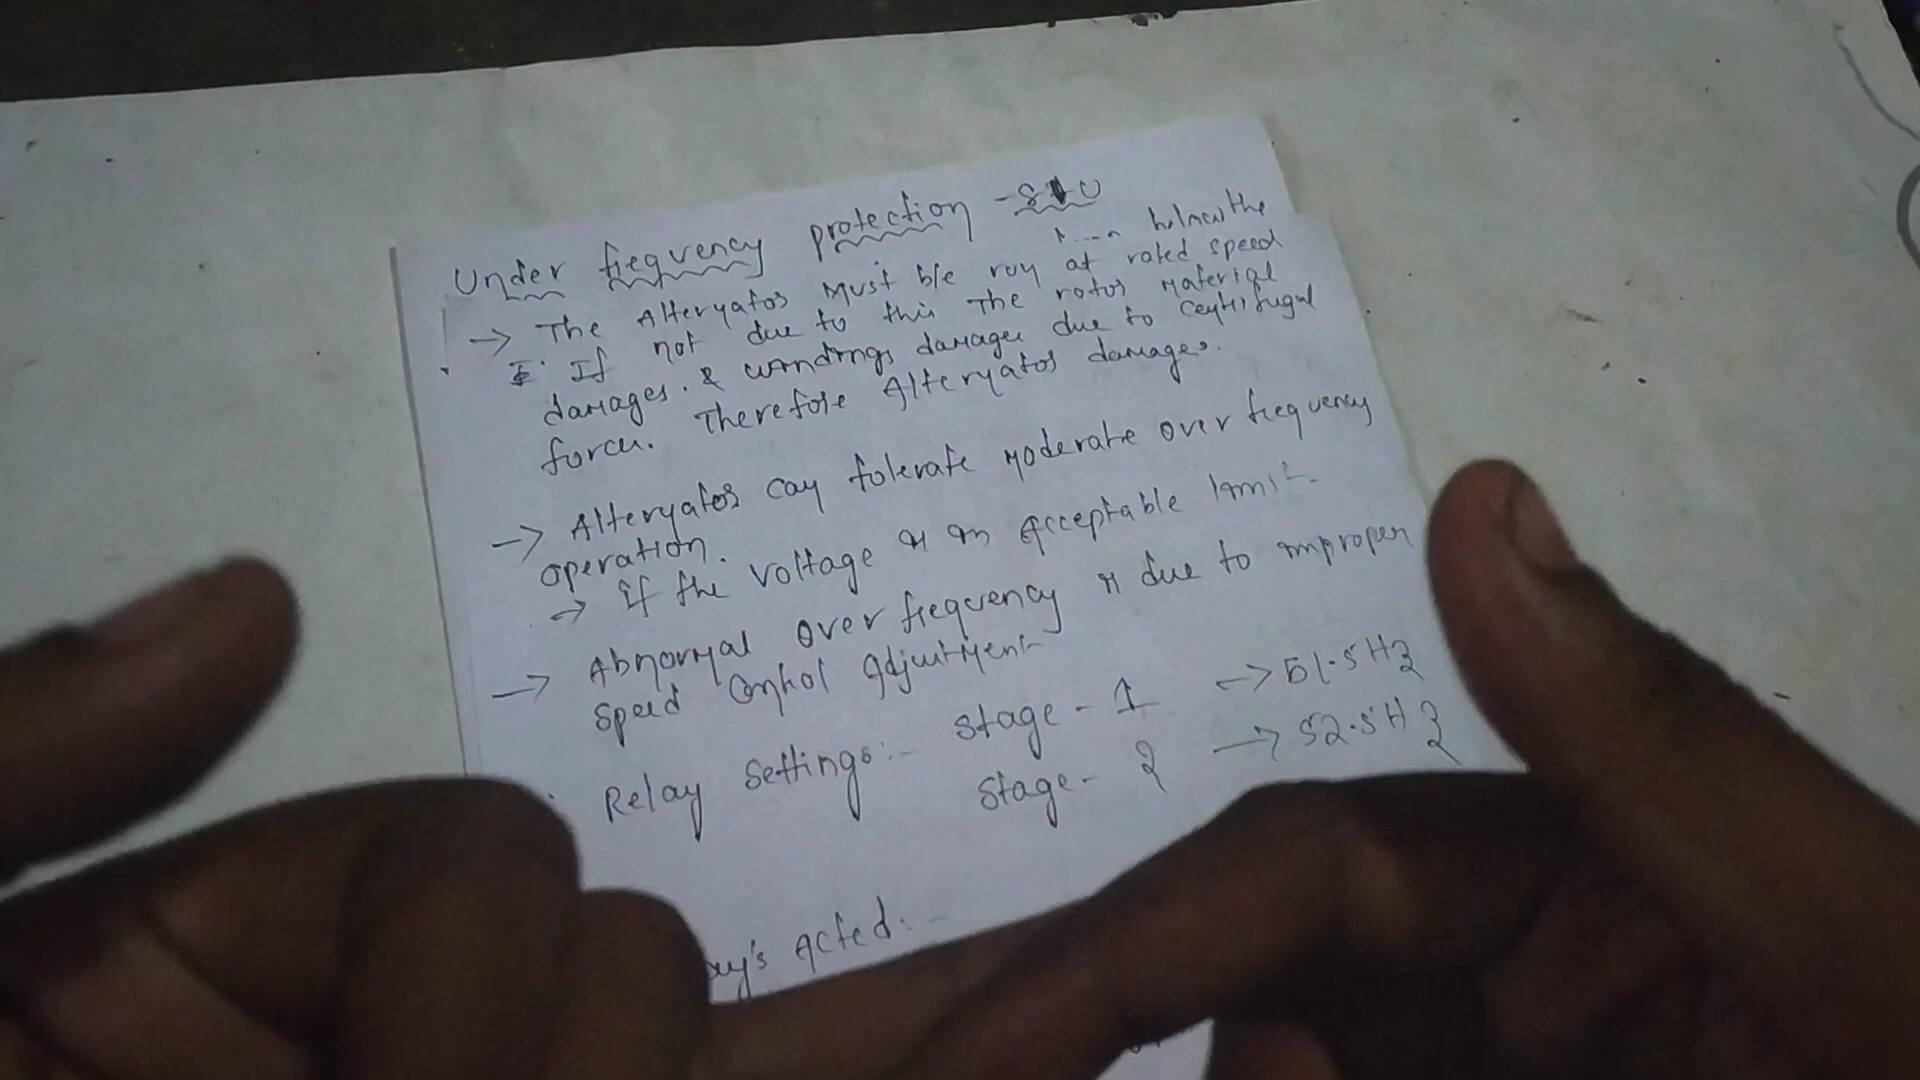 Under frequency protection - 81 U
the
→ The Alternator Must b/e run at rated speed
If not due to this The rotor Material
damages. & windings damages due to centrifugal
force. Therefore Alternator damages.
→ Alternator can tolerate Moderate over frequency
operation.
→ If the voltage is in acceptable limit.
→ Abnormal over frequency is due to improper
speed control adjustment
Relay settings:- Stage - 1 → 51.5 Hz
Stage - 2 → 52.5 Hz
acted:-